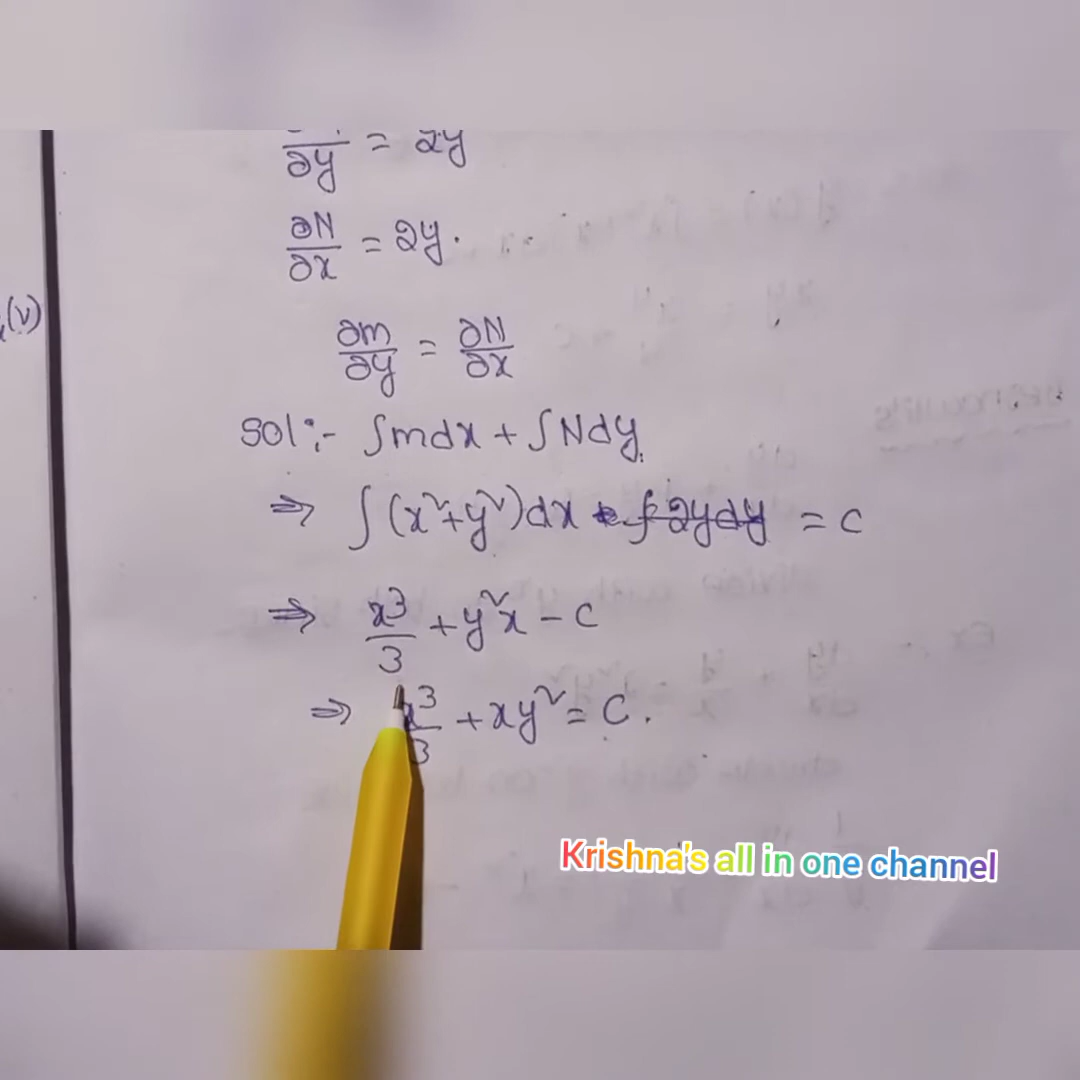 ∂y = 2y
∂N/∂x = 2y.
(v)
∂m/∂y = ∂N/∂x
Sol:- ∫mdx + ∫Ndy.
⇒ ∫(x²+y²)dx = c
⇒ x³/3 + y²x - c
⇒ x³/3 + xy² = c.
Krishna's all in one channel